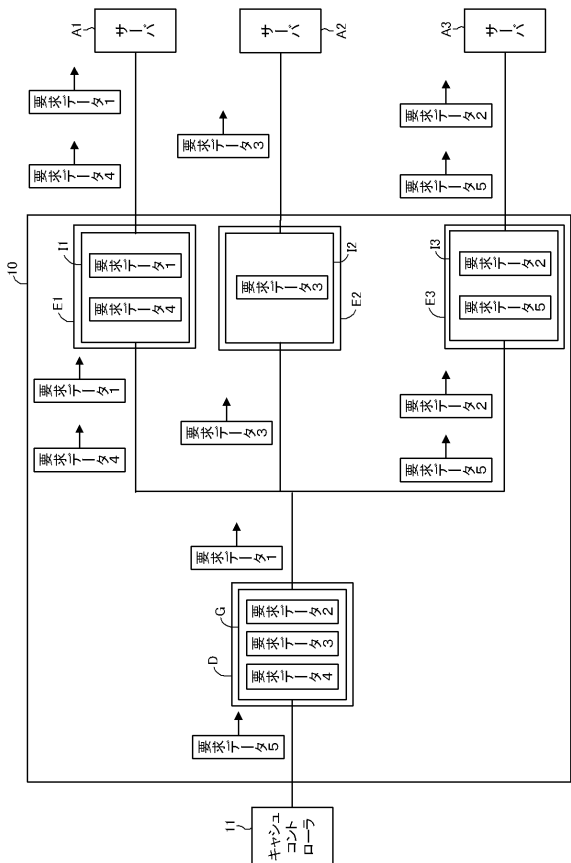 10
11
キャシュ
コント
ローラ
要求データ5
D
G
要求データ4
要求データ3
要求データ2
要求データ1
要求データ4
要求データ1
E1
I1
要求データ4
要求データ1
要求データ4
要求データ1
A1
サーバ
要求データ3
要求データ3
E2
I2
要求データ3
A2
サーバ
要求データ5
要求データ2
E3
I3
要求データ5
要求データ2
要求データ5
要求データ2
A3
サーバ